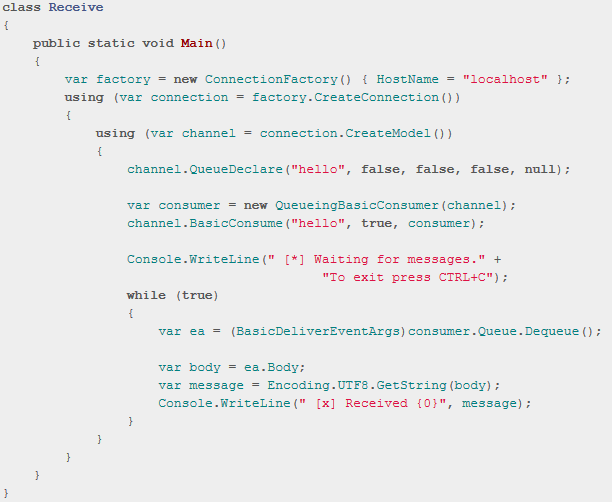 class Receive
{
    public static void Main()
    {
        var factory = new ConnectionFactory() { HostName = "localhost" };
        using (var connection = factory.CreateConnection())
        {
            using (var channel = connection.CreateModel())
            {
                channel.QueueDeclare("hello", false, false, false, null);

                var consumer = new QueueingBasicConsumer(channel);
                channel.BasicConsume("hello", true, consumer);

                Console.WriteLine(" [*] Waiting for messages." +
                                         "To exit press CTRL+C");
                while (true)
                {
                    var ea = (BasicDeliverEventArgs)consumer.Queue.Dequeue();

                    var body = ea.Body;
                    var message = Encoding.UTF8.GetString(body);
                    Console.WriteLine(" [x] Received {0}", message);
                }
            }
        }
    }
}